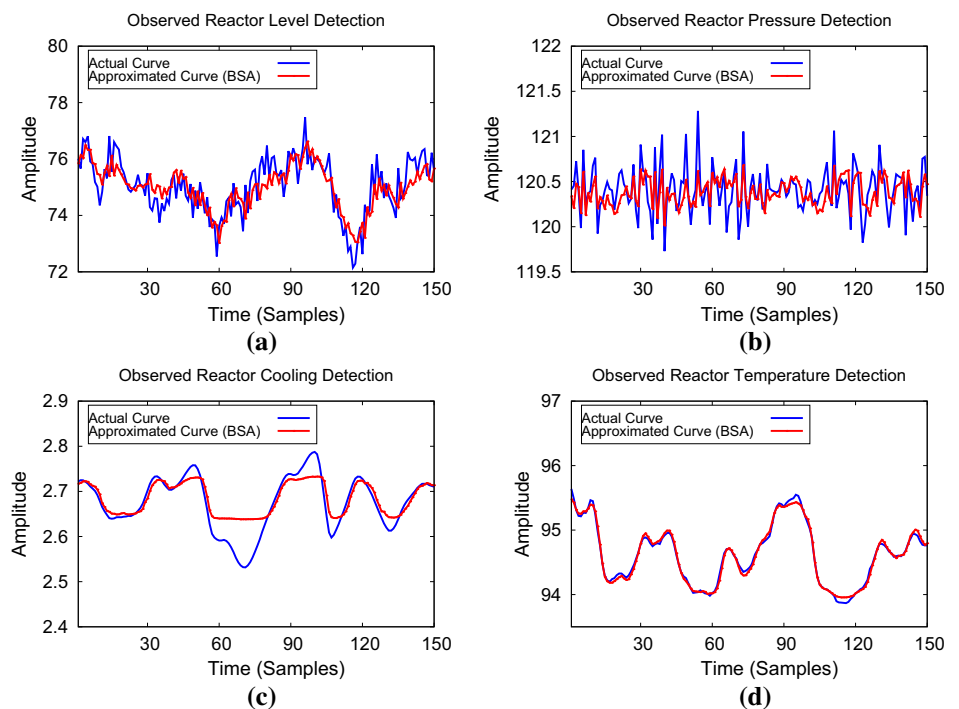 Observed Reactor Level Detection
80
78
76
74
72
Amplitude
Actual Curve
Approximated Curve (BSA)
30 60 90 120 150
Time (Samples)
(a)
Observed Reactor Pressure Detection
122
121.5
121
120.5
120
119.5
Amplitude
Actual Curve
Approximated Curve (BSA)
30 60 90 120 150
Time (Samples)
(b)
Observed Reactor Cooling Detection
2.9
2.8
2.7
2.6
2.5
2.4
Amplitude
Actual Curve
Approximated Curve (BSA)
30 60 90 120 150
Time (Samples)
(c)
Observed Reactor Temperature Detection
97
96
95
94
Amplitude
Actual Curve
Approximated Curve (BSA)
30 60 90 120 150
Time (Samples)
(d)